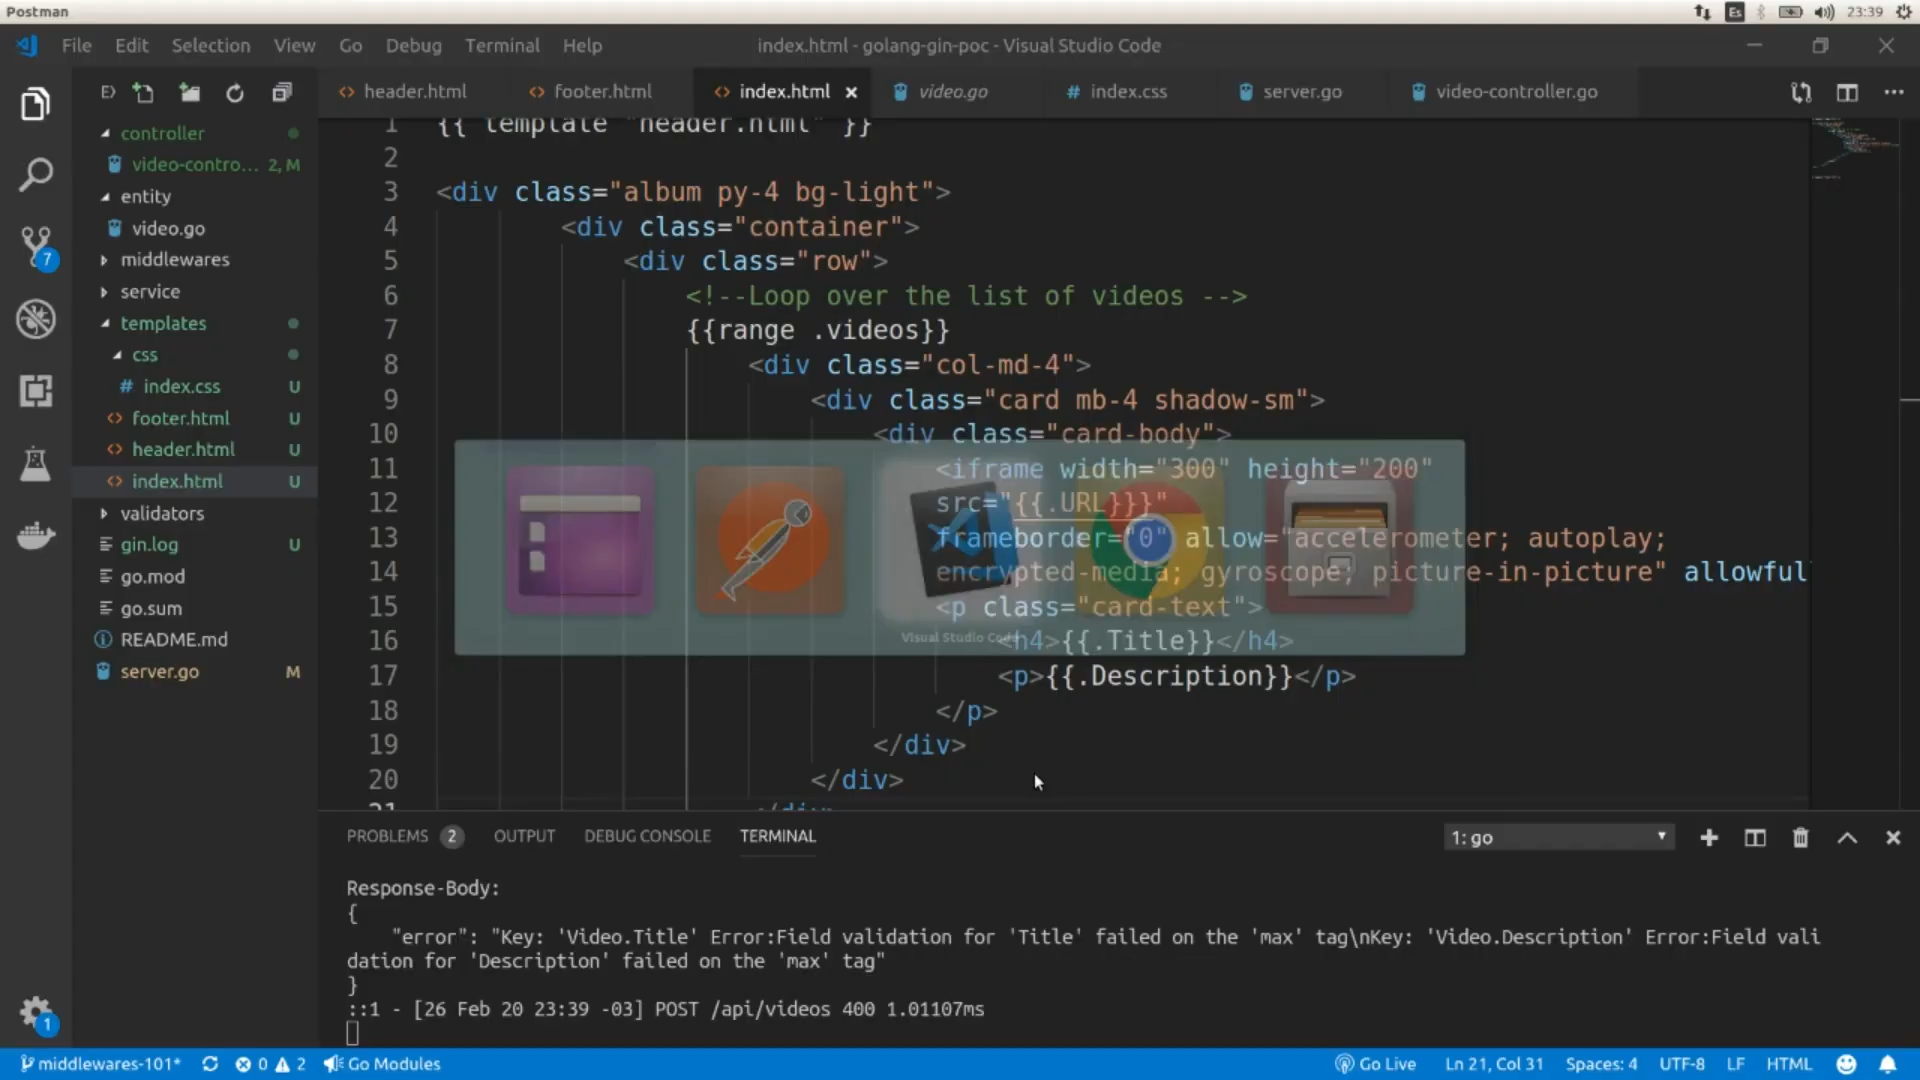 Postman
Es
23:39
File Edit Selection View Go Debug Terminal Help
index.html - golang-gin-poc - Visual Studio Code
header.html
footer.html
index.html
video.go
index.css
server.go
video-controller.go
controller
video-contro... 2, M
entity
video.go
middlewares
service
templates
css
index.css U
footer.html U
header.html U
index.html U
validators
gin.log U
go.mod
go.sum
README.md
server.go M
7
1
1 {{ template "header.html" }}
2
3 <div class="album py-4 bg-light">
4 <div class="container">
5 <div class="row">
6 <!--Loop over the list of videos -->
7 {{range .videos}}
8 <div class="col-md-4">
9 <div class="card mb-4 shadow-sm">
10 <div class="card-body">
11 <iframe width="300" height="200"
12 src="{{.URL}}}"
13 frameborder="0" allow="accelerometer; autoplay;
14 encrypted-media; gyroscope; picture-in-picture" allowful
15 <p class="card-text">
16 <h4>{{.Title}}</h4>
17 <p>{{.Description}}</p>
18 </p>
19 </div>
20 </div>
21 </div>
Visual Studio Code
PROBLEMS 2 OUTPUT DEBUG CONSOLE TERMINAL
1: go
Response-Body:
{
"error": "Key: 'Video.Title' Error:Field validation for 'Title' failed on the 'max' tag\nKey: 'Video.Description' Error:Field vali
dation for 'Description' failed on the 'max' tag"
}
::1 - [26 Feb 20 23:39 -03] POST /api/videos 400 1.01107ms
middlewares-101* 0 2 Go Modules
Go Live Ln 21, Col 31 Spaces: 4 UTF-8 LF HTML